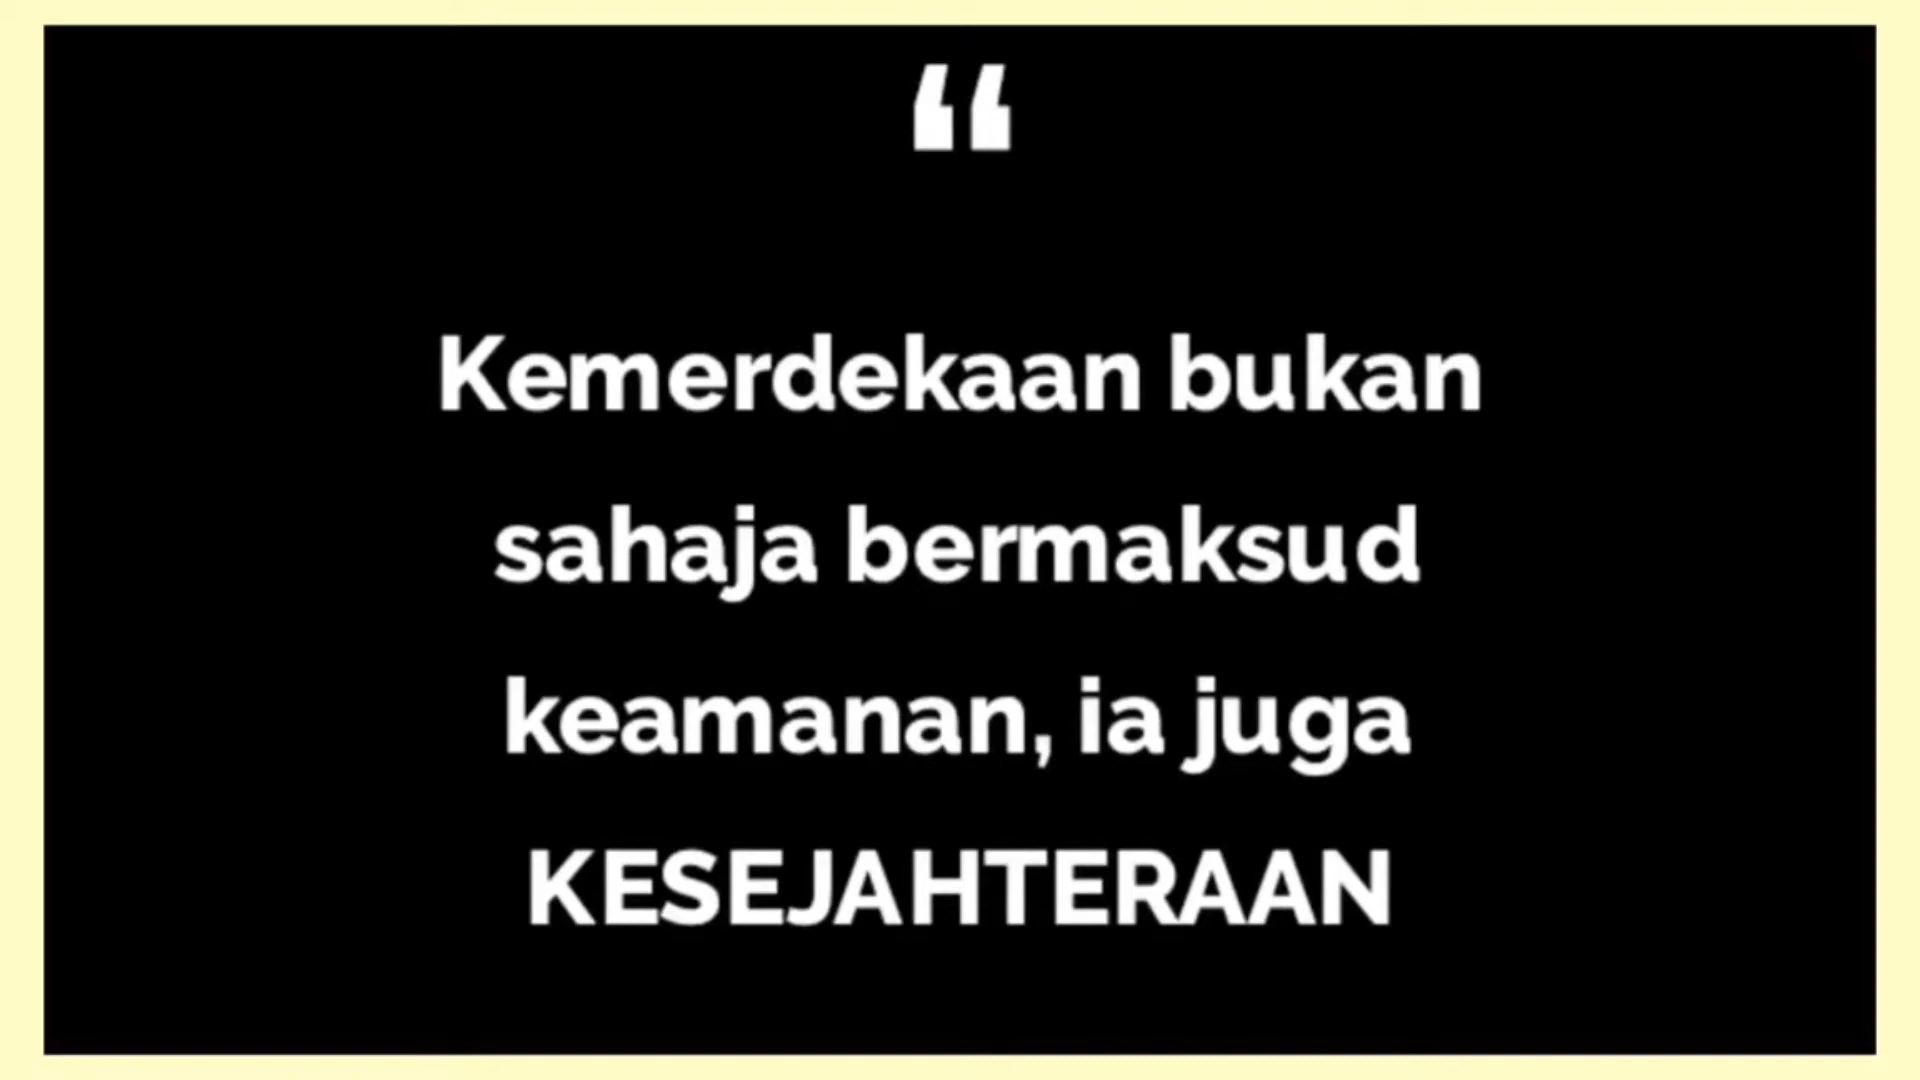 “
Kemerdekaan bukan
sahaja bermaksud
keamanan, ia juga
KESEJAHTERAAN